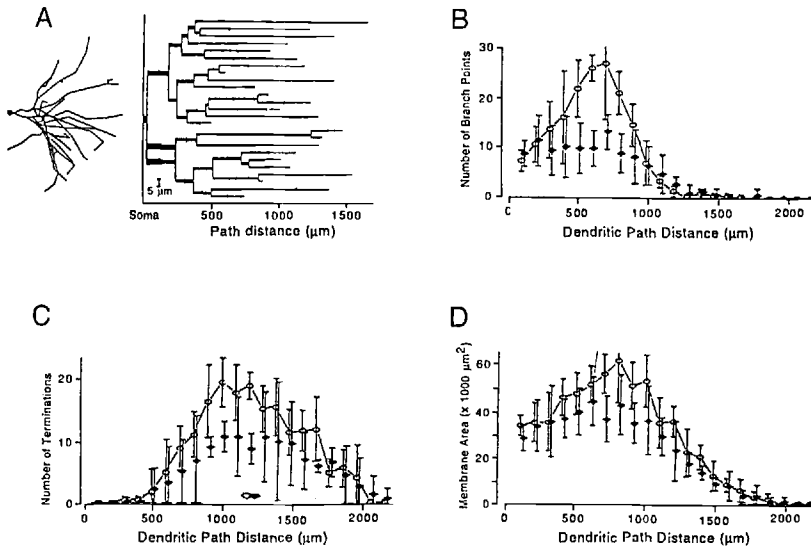 A
5 μm
Soma
500
1000
1500
Path distance (μm)
B
Number of Branch Points
30
20
10
0
500
1000
1500
2000
Dendritic Path Distance (μm)
C
Number of Terminations
20
10
0
0
500
1000
1500
2000
Dendritic Path Distance (μm)
D
Membrane Area (x 1000 μm²)
60
40
20
0
0
500
1000
1500
2000
Dendritic Path Distance (μm)